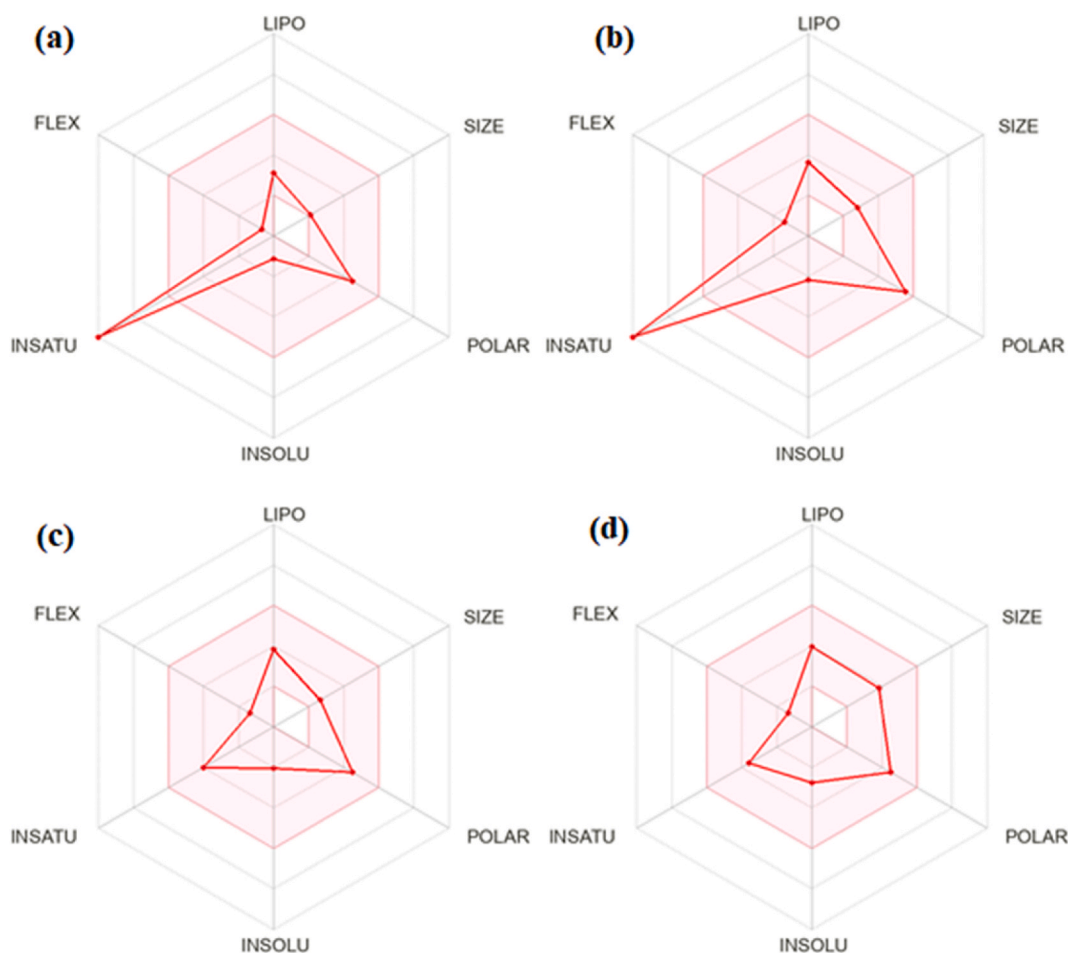 (a)
LIPO
FLEX
SIZE
INSATU
POLAR
INSOLU
(b)
LIPO
FLEX
SIZE
INSATU
POLAR
INSOLU
(c)
LIPO
FLEX
SIZE
INSATU
POLAR
INSOLU
(d)
LIPO
FLEX
SIZE
INSATU
POLAR
INSOLU